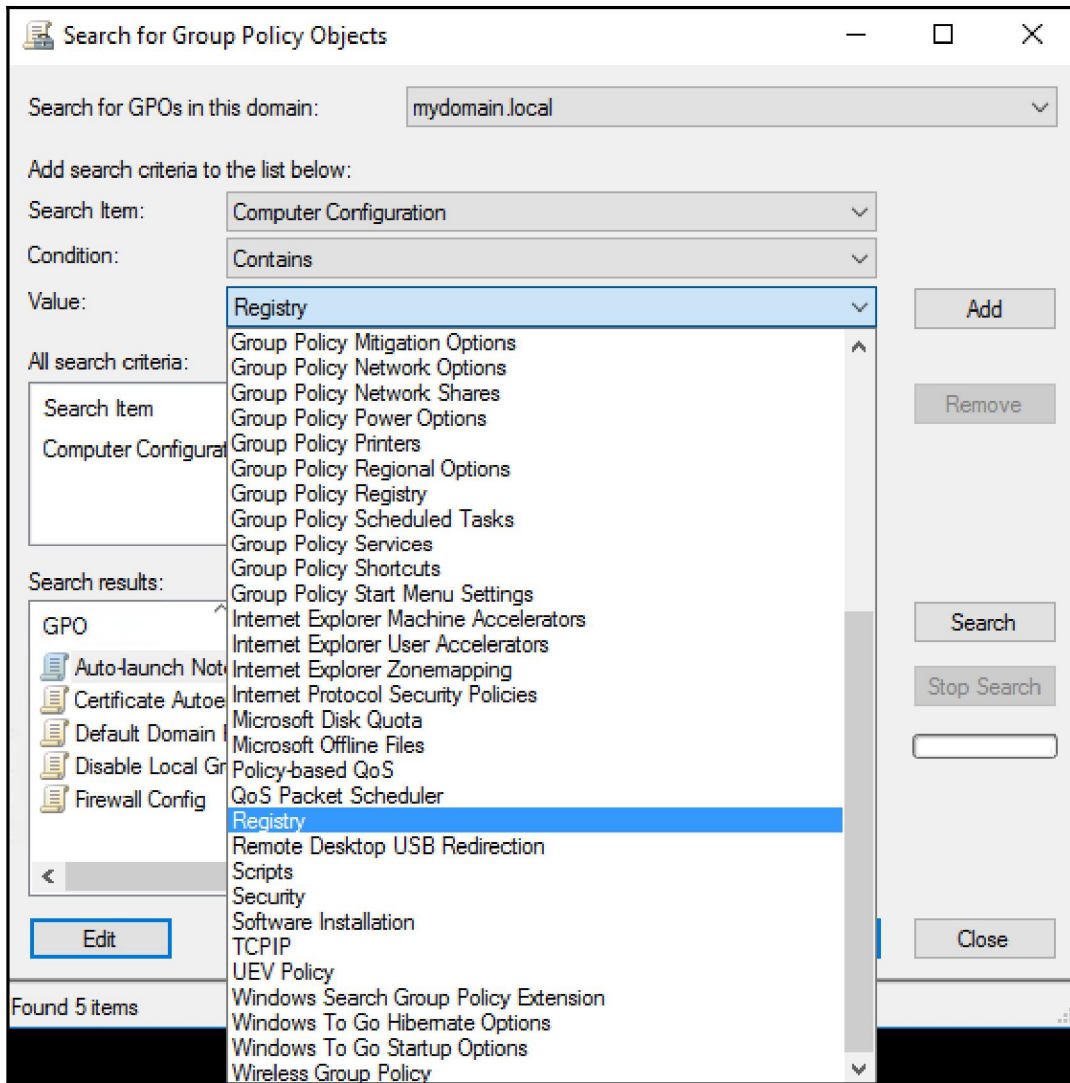 Search for Group Policy Objects
Search for GPOs in this domain: mydomain.local
Add search criteria to the list below:
Search Item: Computer Configuration
Condition: Contains
Value: Registry Add
Group Policy Mitigation Options
Group Policy Network Options
All search criteria:
Group Policy Network Shares
Search Item Remove
Group Policy Power Options
Group Policy Printers
Computer
Group Policy Regional Options
Group Policy Registry
Group Policy Scheduled Tasks
Group Policy Services
Group Policy Shortcuts
Search results:
Group Policy Start Menu Settings
GPO Search
Internet Explorer Machine Accelerators
Internet Explorer User Accelerators
Auto-launch
Internet Explorer Zonemapping
Internet Protocol Security Policies Stop Search
Certificate
Microsoft Disk Quota
Default Domain
Microsoft Offline Files
Disable Local
Policy-based QoS
QoS Packet Scheduler
Firewall Config
Registry
Remote Desktop USB Redirection
Scripts
Security
Software Installation
Edit Close
TCPIP
UEV Policy
Windows Search Group Policy Extension
Found 5 items
Windows To Go Hibernate Options
Windows To Go Startup Options
Wireless Group Policy